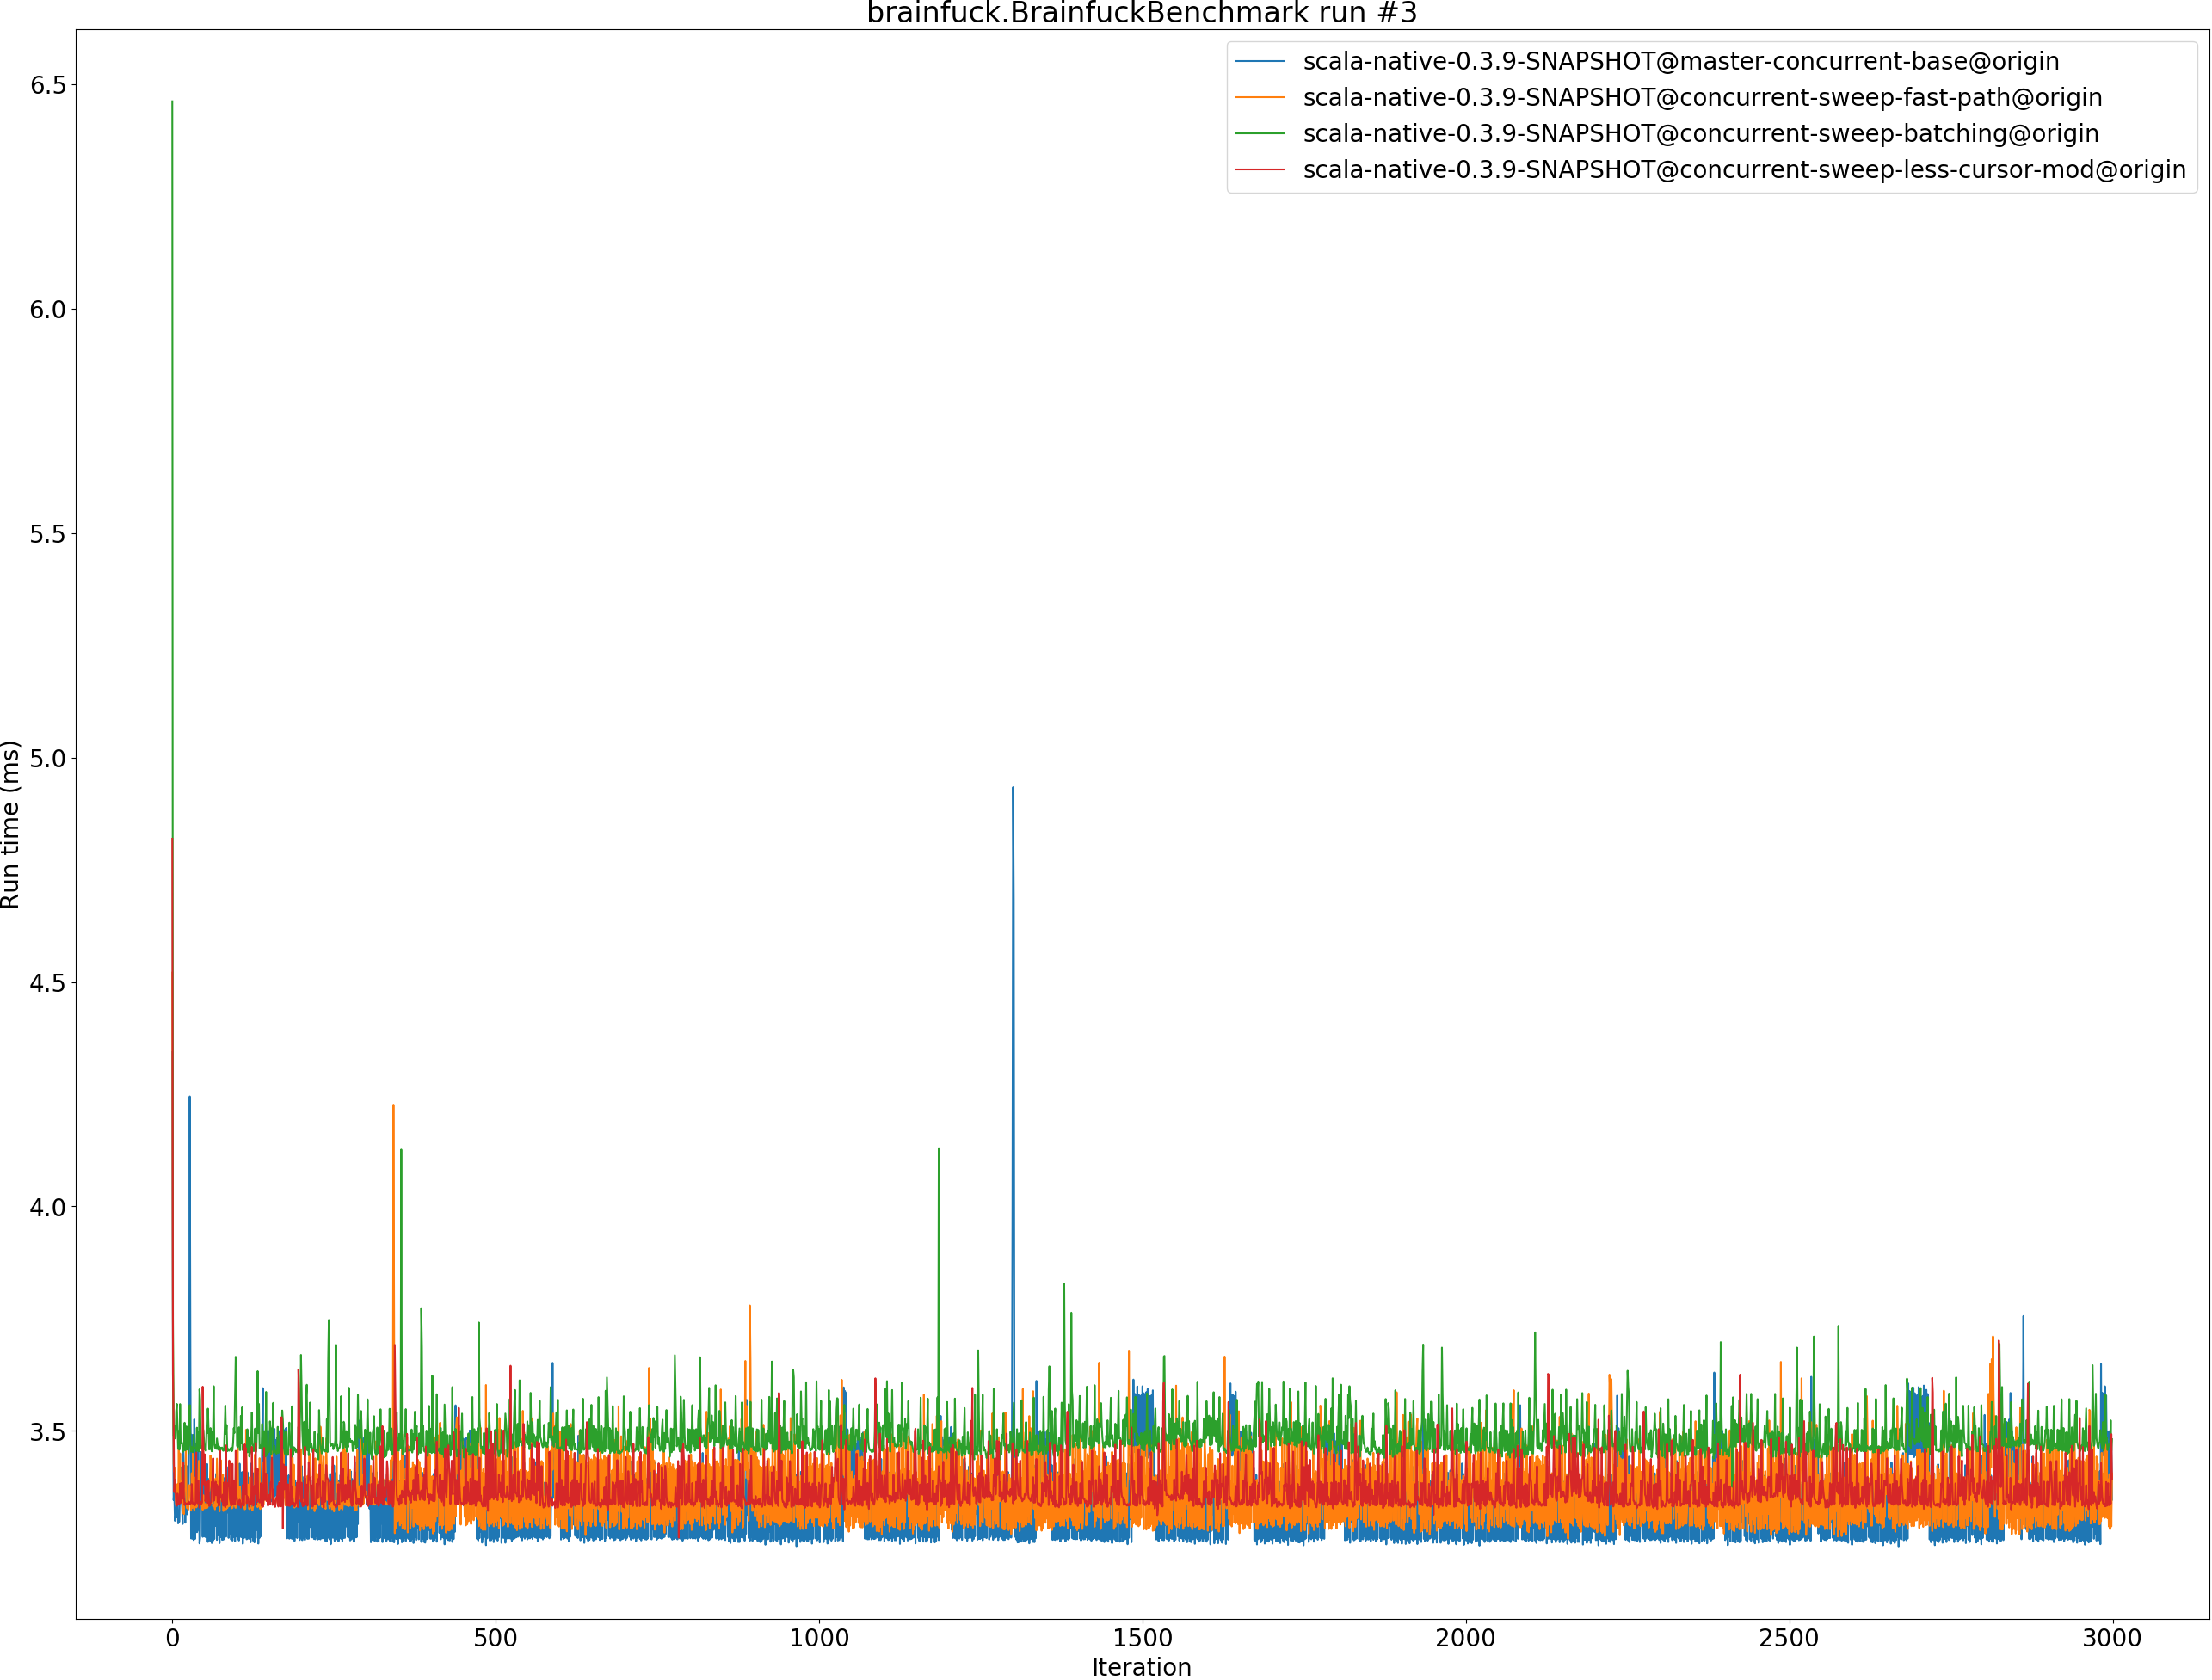 brainfuck.BrainfuckBenchmark run #3
scala-native-0.3.9-SNAPSHOT@master-concurrent-base@origin
scala-native-0.3.9-SNAPSHOT@concurrent-sweep-fast-path@origin
scala-native-0.3.9-SNAPSHOT@concurrent-sweep-batching@origin
scala-native-0.3.9-SNAPSHOT@concurrent-sweep-less-cursor-mod@origin
6.5
6.0
5.5
5.0
4.5
4.0
3.5
Run time (ms)
0 500 1000 1500 2000 2500 3000
Iteration